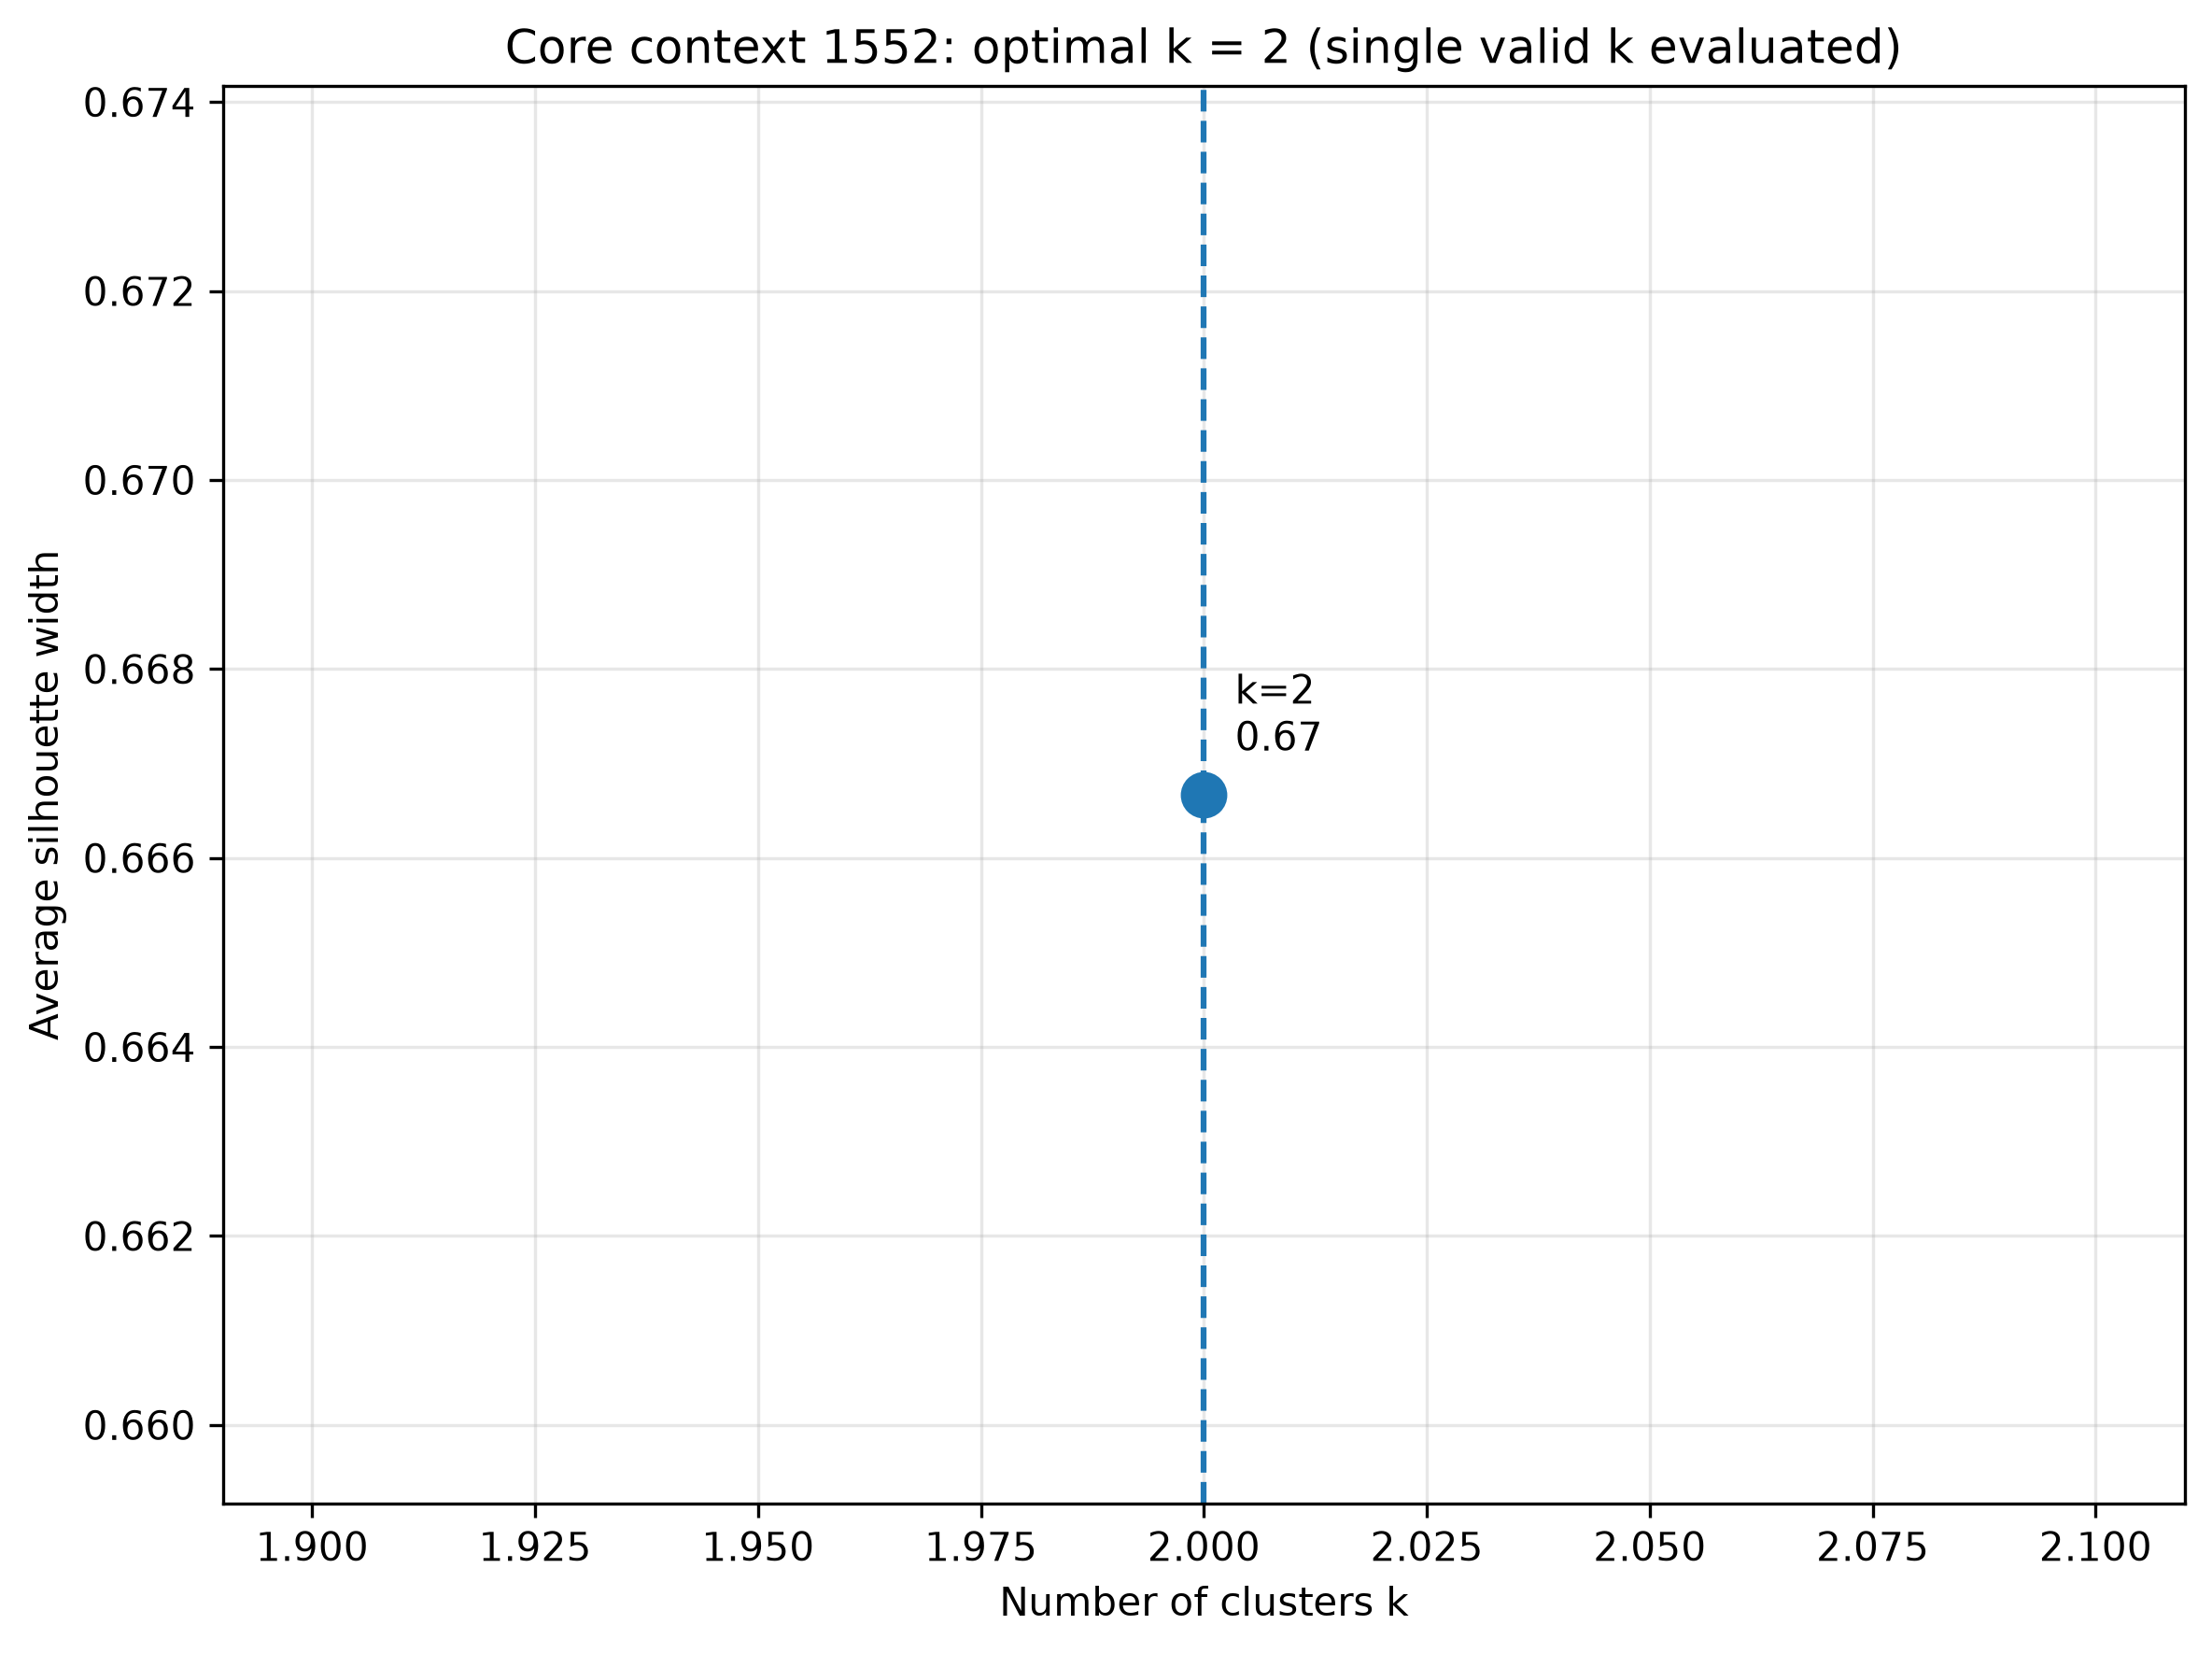 Core context 1552: optimal k = 2 (single valid k evaluated)
0.674
0.672
0.670
0.668
0.666
0.664
0.662
0.660
Average silhouette width
k=2
0.67
1.900 1.925 1.950 1.975 2.000 2.025 2.050 2.075 2.100
Number of clusters k